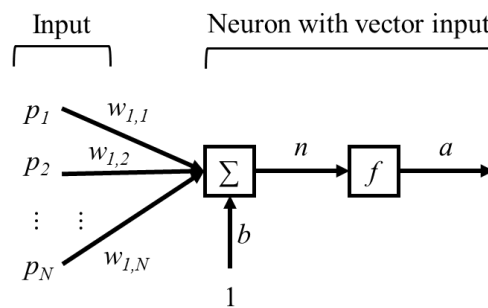 Input Neuron with vector input
p1 w1,1
p2 w1,2 Σ n f a
⋮ ⋮
b
pN w1,N
1